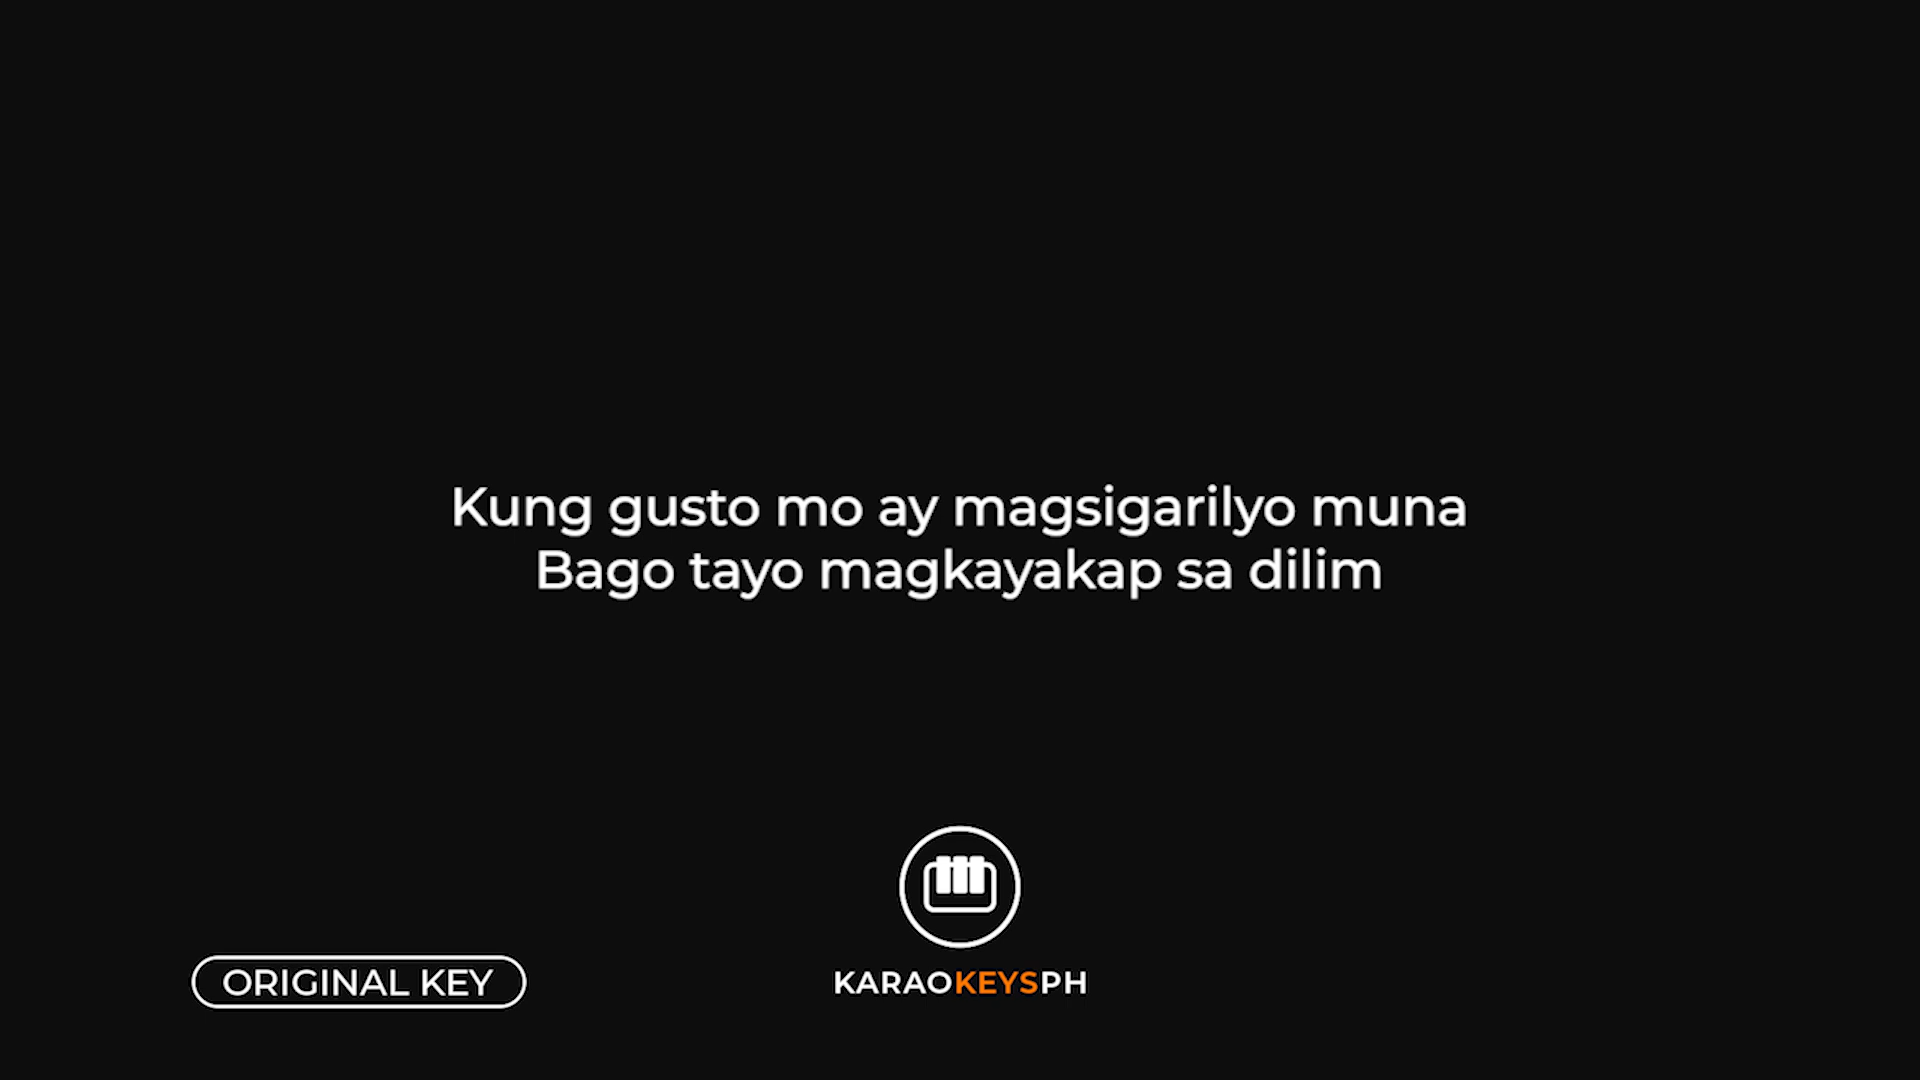 Kung gusto mo ay magsigarilyo muna
Bago tayo magkayakap sa dilim
ORIGINAL KEY
KARAOKEYSPH